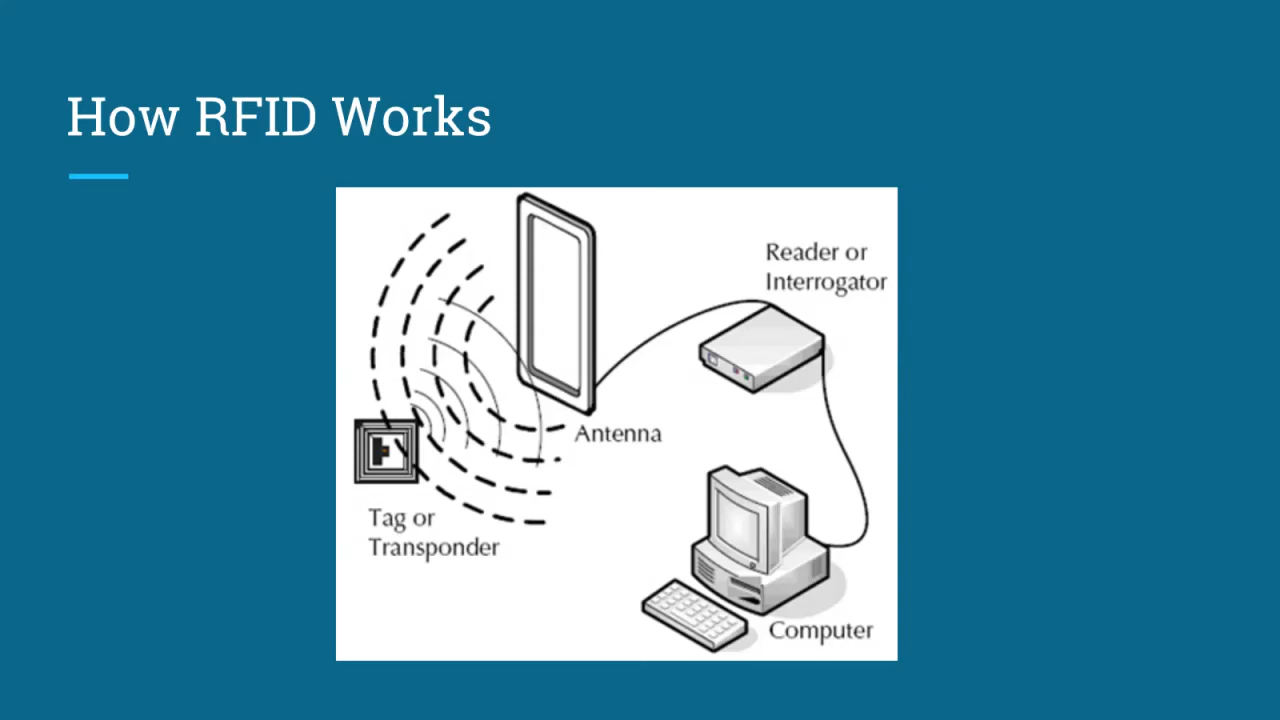 How RFID Works
Reader or
Interrogator
Antenna
Tag or
Transponder
Computer